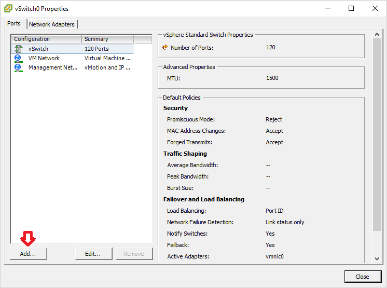 vSwitch0 Properties
Ports Network Adapters
Configuration Summary
vSwitch 120 Ports
VM Network Virtual Machine ...
Management Net... vMotion and IP ...
Add...
Edit...
Remove
vSphere Standard Switch Properties
Number of Ports: 120
Advanced Properties
MTU: 1500
Default Policies
Security
Promiscuous Mode: Reject
MAC Address Changes: Accept
Forged Transmits: Accept
Traffic Shaping
Average Bandwidth: --
Peak Bandwidth: --
Burst Size: --
Failover and Load Balancing
Load Balancing: Port ID
Network Failure Detection: Link status only
Notify Switches: Yes
Failback: Yes
Active Adapters: vmnic0
Close